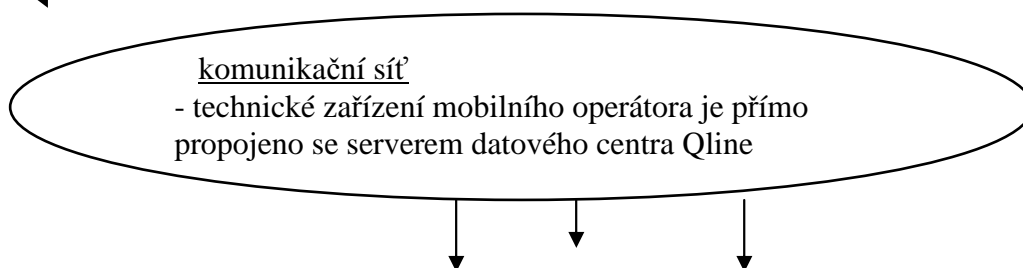 komunikační síť
- technické zařízení mobilního operátora je přímo
propojeno se serverem datového centra Qline